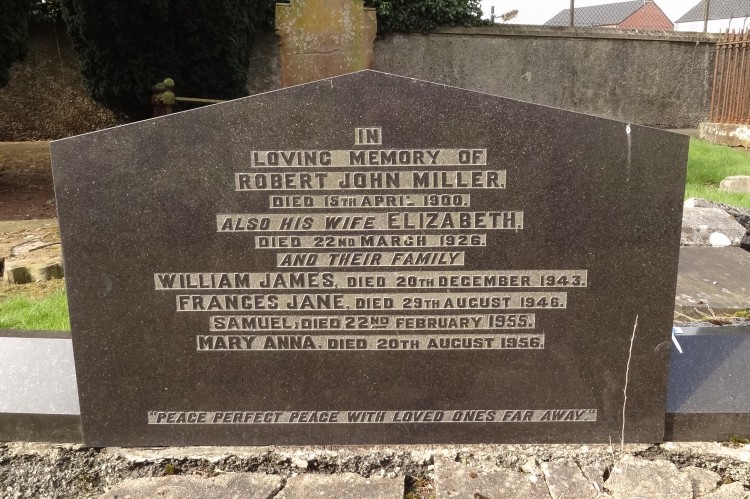 IN
LOVING MEMORY OF
ROBERT JOHN MILLER.
DIED 15TH APRIL 1900.
ALSO HIS WIFE ELIZABETH,
DIED 22ND MARCH 1926.
AND THEIR FAMILY
WILLIAM JAMES, DIED 20TH DECEMBER 1943.
FRANCES JANE, DIED 29TH AUGUST 1946.
SAMUEL, DIED 22ND FEBRUARY 1955.
MARY ANNA. DIED 20TH AUGUST 1956.
"PEACE PERFECT PEACE WITH LOVED ONES FAR AWAY."